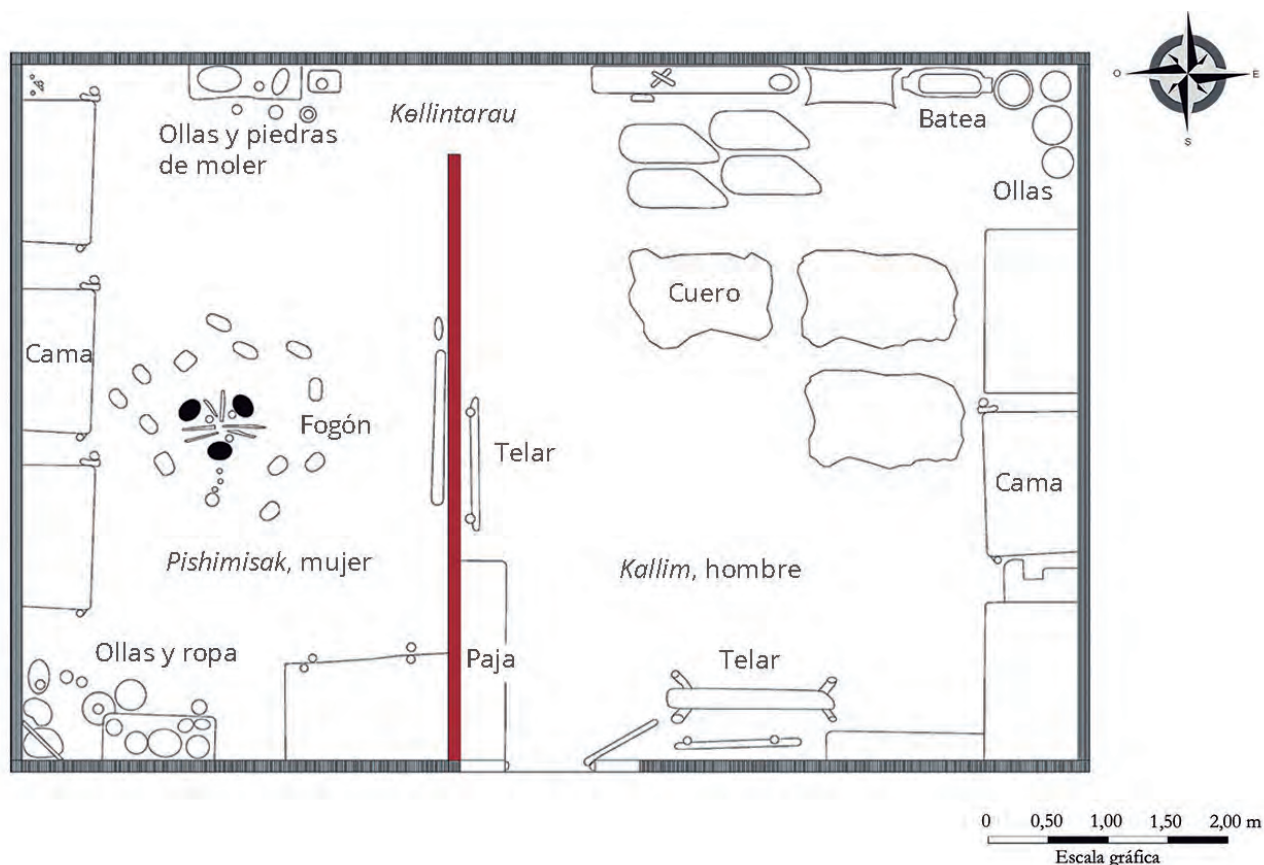 Kɵllintarau
Ollas y piedras
de moler
Batea
Ollas
O
E
S
Cuero
Cama
Fogón
Telar
Cama
Pishimisak, mujer
Kallim, hombre
Ollas y ropa
Paja
Telar
0 0,50 1,00 1,50 2,00 m
Escala gráfica